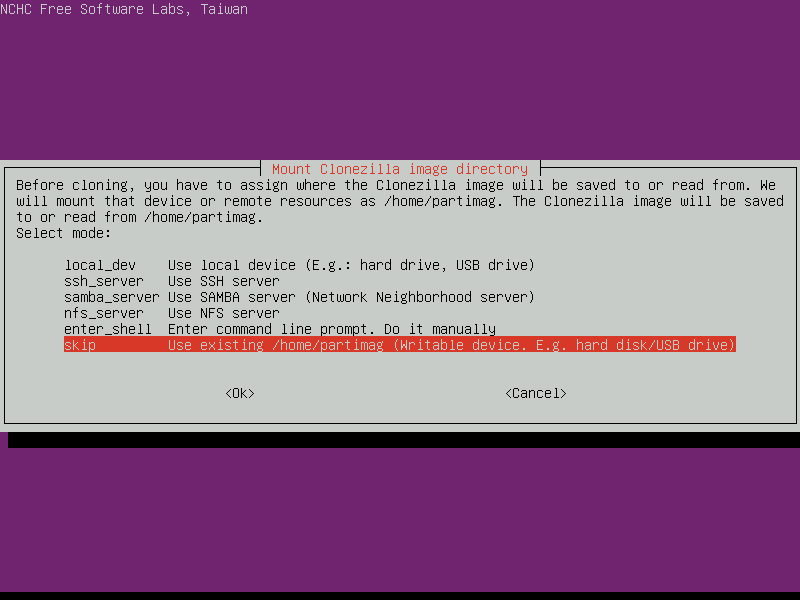 NCHC Free Software Labs, Taiwan
Mount Clonezilla image directory
Before cloning, you have to assign where the Clonezilla image will be saved to or read from. We
will mount that device or remote resources as /home/partimag. The Clonezilla image will be saved
to or read from /home/partimag.
Select mode:
local_dev Use local device (E.g.: hard drive, USB drive)
ssh_server Use SSH server
samba_server Use SAMBA server (Network Neighborhood server)
nfs_server Use NFS server
enter_shell Enter command line prompt. Do it manually
skip Use existing /home/partimag (Writable device. E.g. hard disk/USB drive)
<Ok> <Cancel>